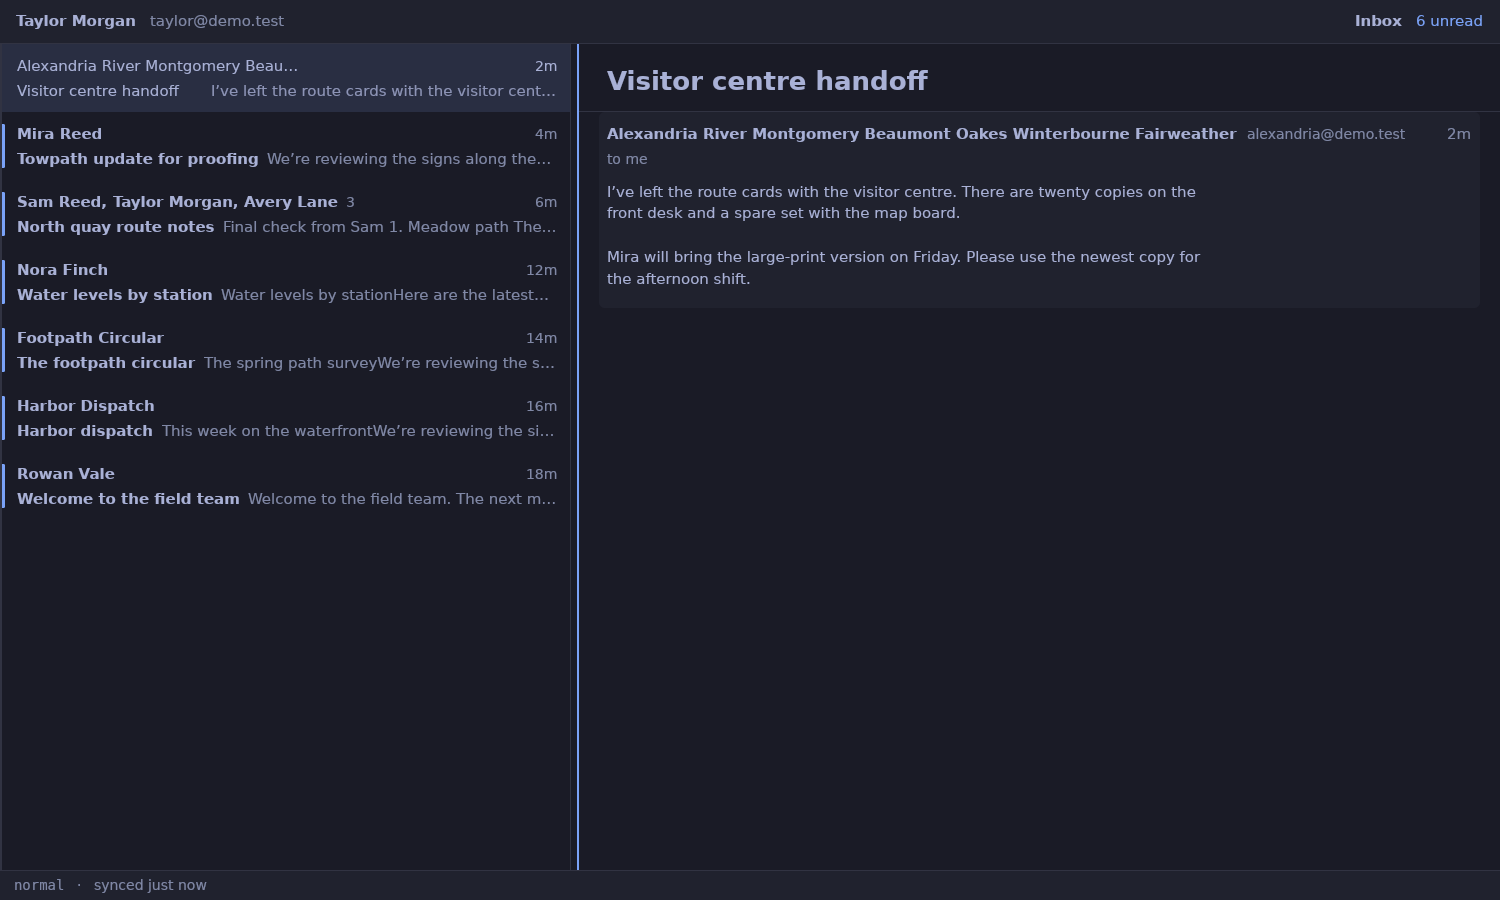 Taylor Morgan taylor@demo.test
Inbox 6 unread
Alexandria River Montgomery Beau… 2m
Visitor centre handoff I’ve left the route cards with the visitor cent…
Mira Reed 4m
Towpath update for proofing We’re reviewing the signs along the…
Sam Reed, Taylor Morgan, Avery Lane 3 6m
North quay route notes Final check from Sam 1. Meadow path The…
Nora Finch 12m
Water levels by station Water levels by stationHere are the latest…
Footpath Circular 14m
The footpath circular The spring path surveyWe’re reviewing the s…
Harbor Dispatch 16m
Harbor dispatch This week on the waterfrontWe’re reviewing the si…
Rowan Vale 18m
Welcome to the field team Welcome to the field team. The next m…
Visitor centre handoff
Alexandria River Montgomery Beaumont Oakes Winterbourne Fairweather alexandria@demo.test 2m
to me
I’ve left the route cards with the visitor centre. There are twenty copies on the
front desk and a spare set with the map board.
Mira will bring the large-print version on Friday. Please use the newest copy for
the afternoon shift.
normal · synced just now